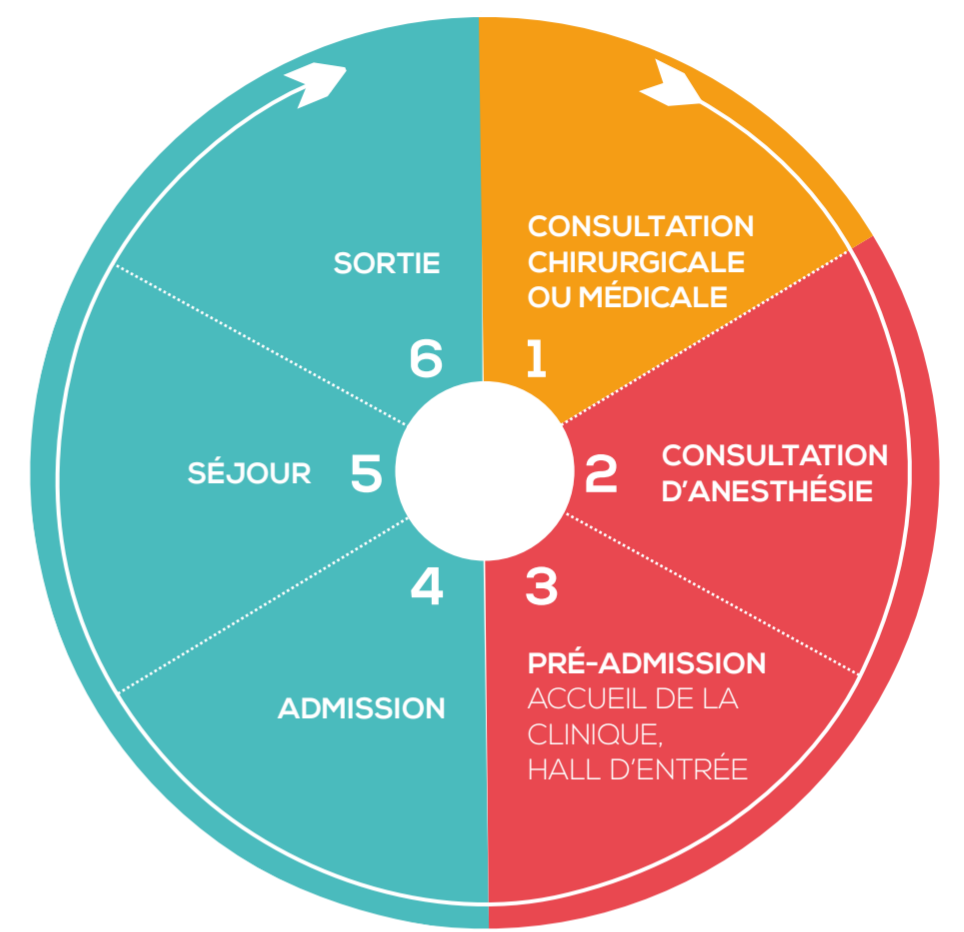 CONSULTATION
CHIRURGICALE
OU MÉDICALE
1
2
CONSULTATION
D'ANESTHÉSIE
3
PRÉ-ADMISSION
ACCUEIL DE LA
CLINIQUE,
HALL D'ENTRÉE
4
ADMISSION
SÉJOUR 5
SORTIE
6